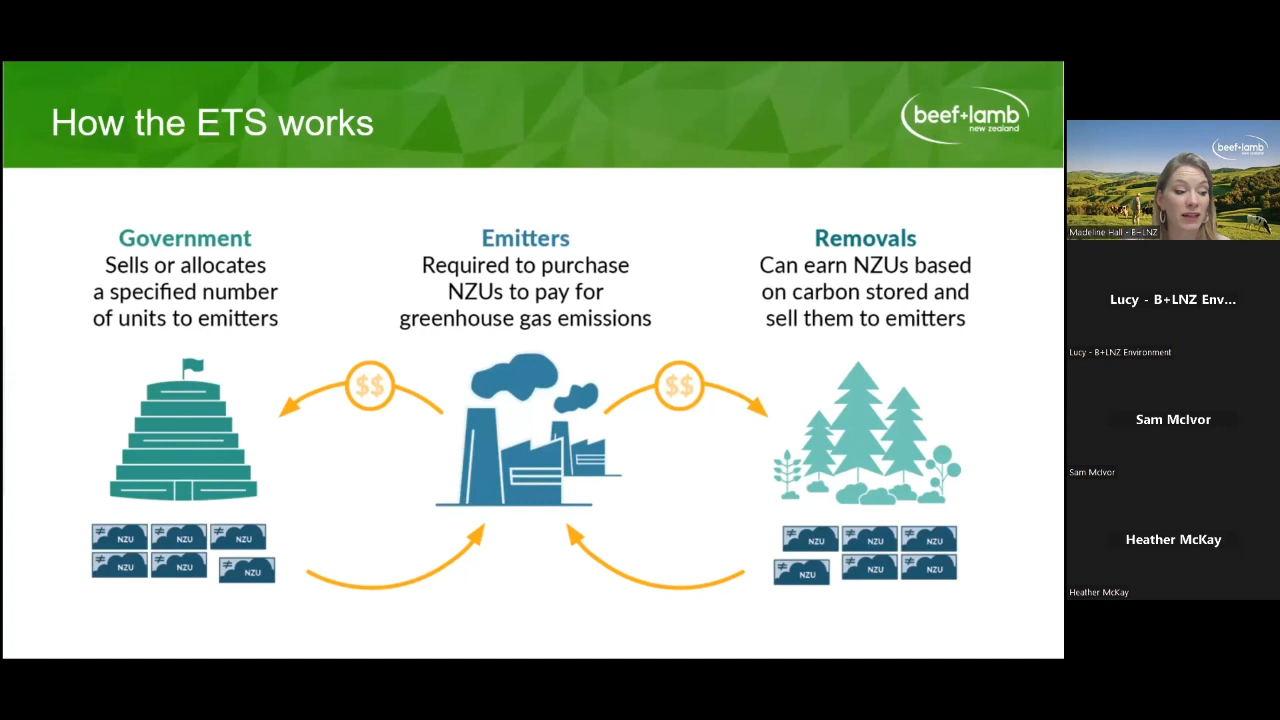 How the ETS works
beef+lamb
new zealand
Government
Sells or allocates
a specified number
of units to emitters
Emitters
Required to purchase
NZUs to pay for
greenhouse gas emissions
Removals
Can earn NZUs based
on carbon stored and
sell them to emitters
$$
$$
NZU
NZU
NZU
NZU
NZU
NZU
NZU
NZU
NZU
NZU
NZU
NZU
beef+lamb
Madeline Hall - B+LNZ
Lucy - B+LNZ Env...
Lucy - B+LNZ Environment
Sam McIvor
Sam McIvor
Heather McKay
Heather McKay